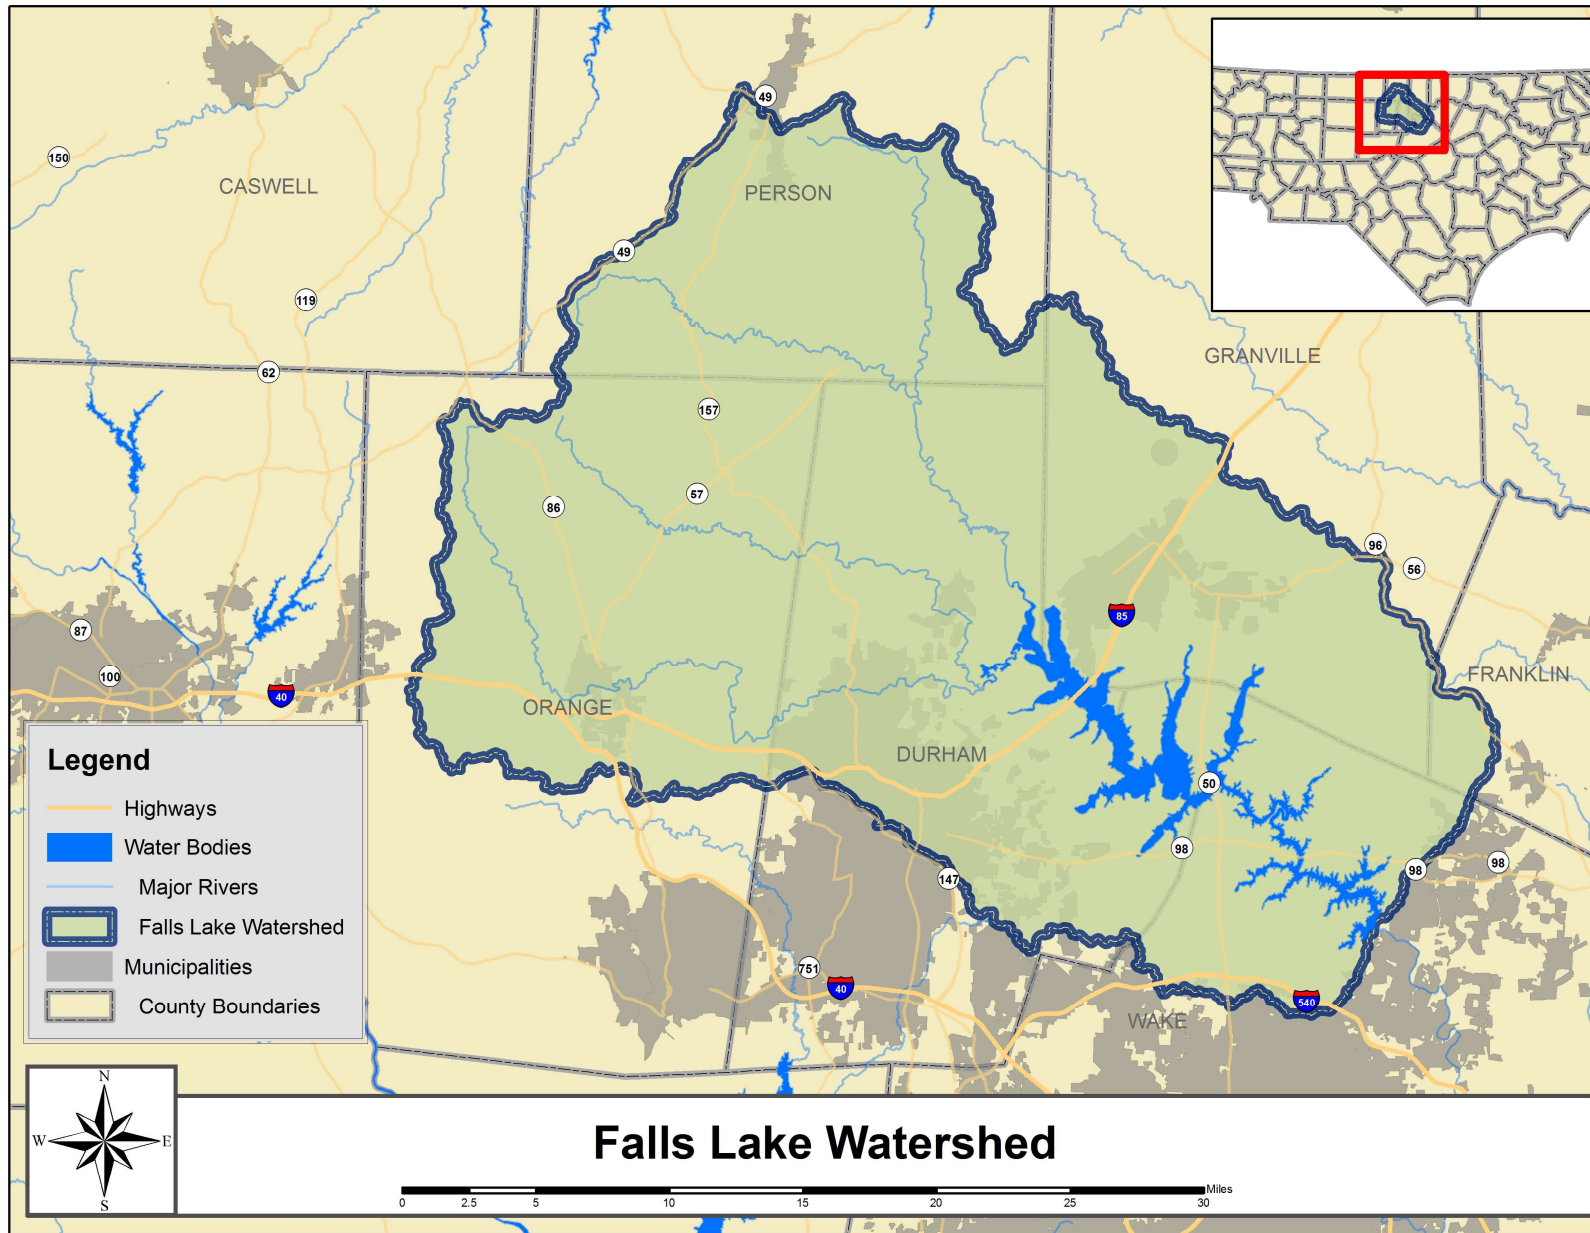 49
150
CASWELL
PERSON
49
119
GRANVILLE
62
157
57
86
96
56
85
87
100
40
FRANKLIN
ORANGE
DURHAM
50
98
98
98
147
751
40
540
WAKE
Legend
Highways
Water Bodies
Major Rivers
Falls Lake Watershed
Municipalities
County Boundaries
N
W E
S
Falls Lake Watershed
Miles
0 2.5 5 10 15 20 25 30